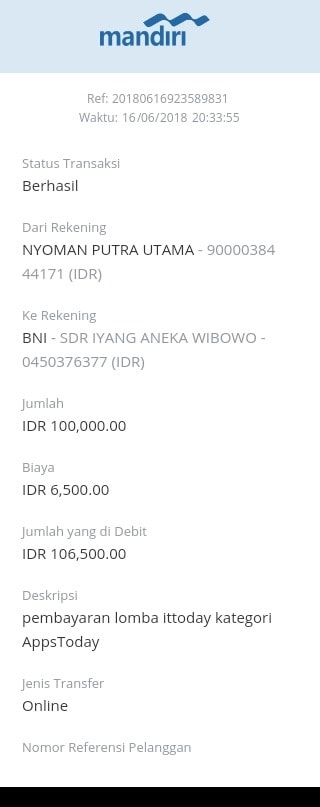 mandiri
Ref: 20180616923589831
Waktu: 16/06/2018 20:33:55
Status Transaksi
Berhasil
Dari Rekening
NYOMAN PUTRA UTAMA - 90000384
44171 (IDR)
Ke Rekening
BNI - SDR IYANG ANEKA WIBOWO -
0450376377 (IDR)
Jumlah
IDR 100,000.00
Biaya
IDR 6,500.00
Jumlah yang di Debit
IDR 106,500.00
Deskripsi
pembayaran lomba ittoday kategori
AppsToday
Jenis Transfer
Online
Nomor Referensi Pelanggan